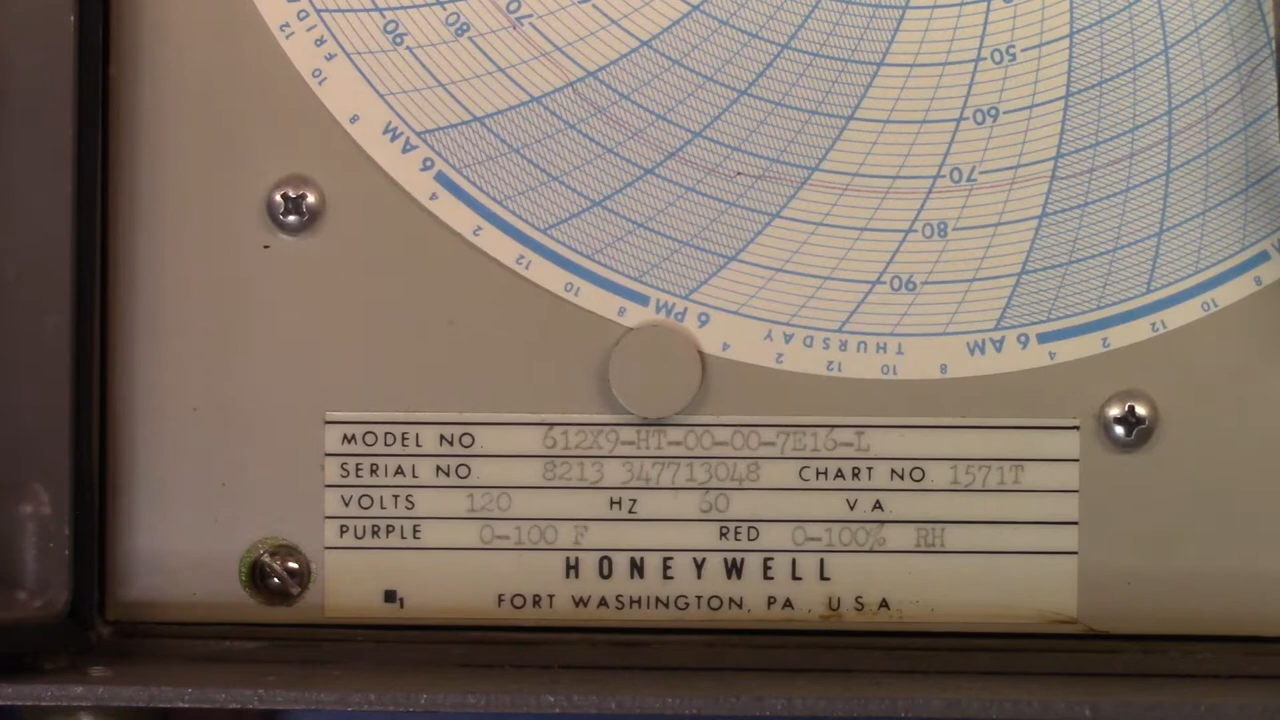 12
FRIDA
10
8
90
80
70
6 AM
4
2
12
10
8
6 PM
4
THURSDAY
2
12
10
8
6 AM
4
2
12
10
8
50
60
70
80
90
MODEL NO. 612X9-HT-00-00-7E16-L
SERIAL NO. 8213 347713048 CHART NO. 1571T
VOLTS 120 HZ 60 V.A.
PURPLE 0-100 F RED 0-100% RH
HONEYWELL
1 FORT WASHINGTON, PA., U.S.A.